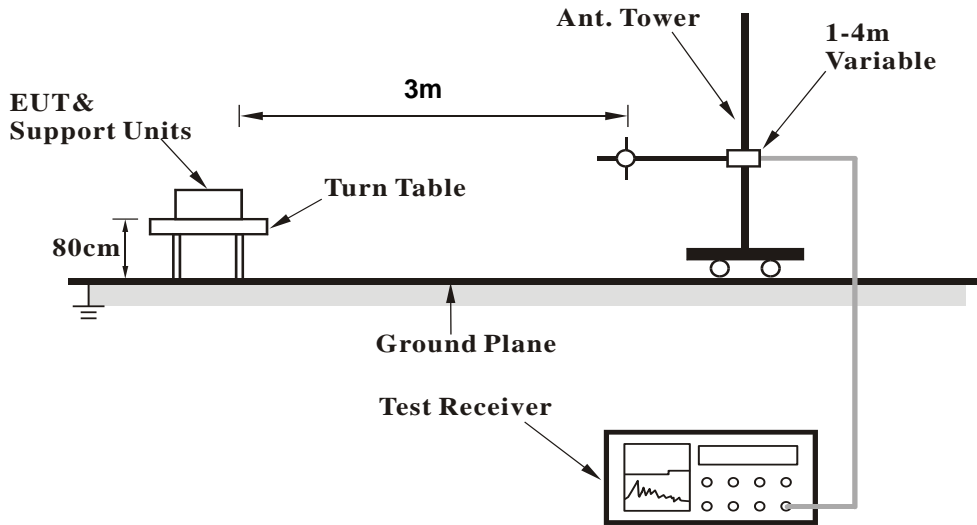 Ant. Tower
1-4m
Variable
3m
EUT&
Support Units
Turn Table
80cm
Ground Plane
Test Receiver